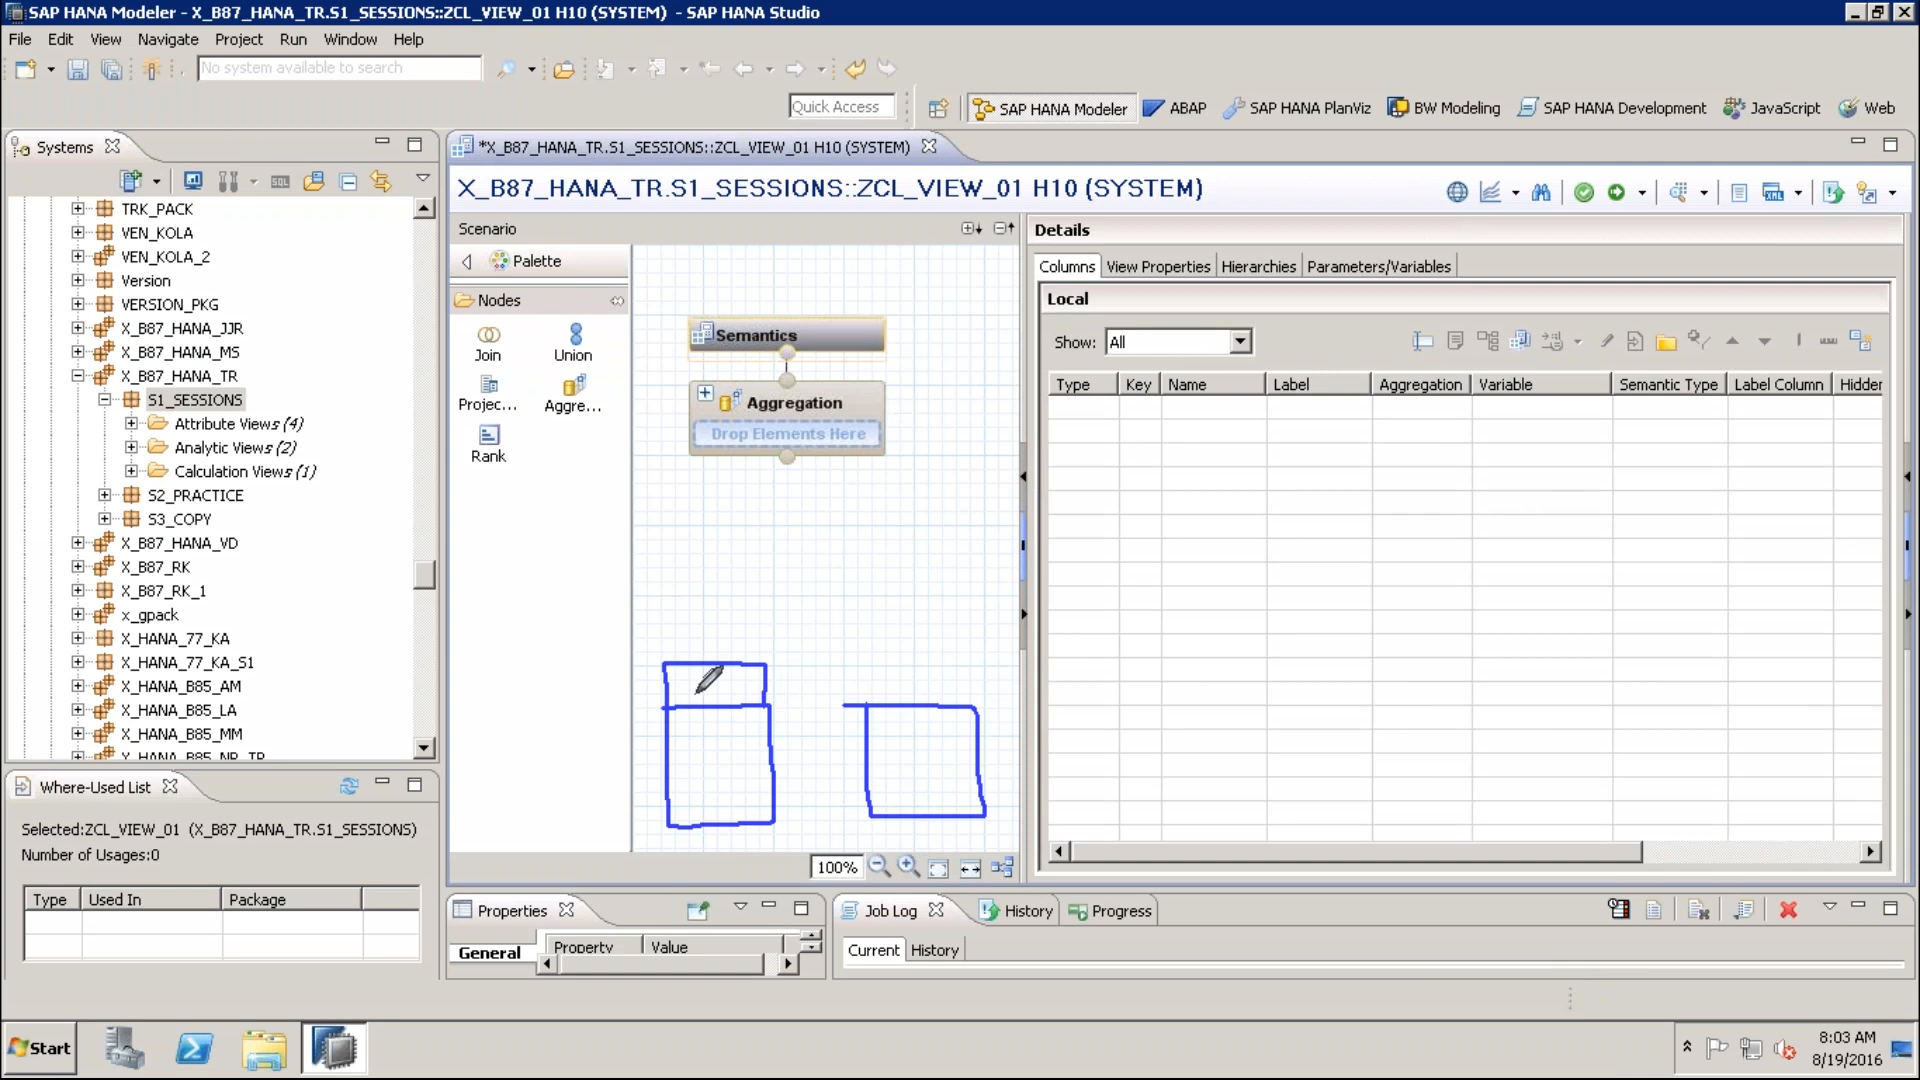 SAP HANA Modeler - X_B87_HANA_TR.S1_SESSIONS::ZCL_VIEW_01 H10 (SYSTEM) - SAP HANA Studio
File Edit View Navigate Project Run Window Help
No system available to search
Quick Access
SAP HANA Modeler
ABAP
SAP HANA PlanViz
BW Modeling
SAP HANA Development
JavaScript
Web
Systems
SQL
TRK_PACK
VEN_KOLA
VEN_KOLA_2
Version
VERSION_PKG
X_B87_HANA_JJR
X_B87_HANA_MS
X_B87_HANA_TR
S1_SESSIONS
Attribute Views (4)
Analytic Views (2)
Calculation Views (1)
S2_PRACTICE
S3_COPY
X_B87_HANA_VD
X_B87_RK
X_B87_RK_1
x_gpack
X_HANA_77_KA
X_HANA_77_KA_S1
X_HANA_B85_AM
X_HANA_B85_LA
X_HANA_B85_MM
X_HANA_B85_NR_TR
Where-Used List
Selected:ZCL_VIEW_01 (X_B87_HANA_TR.S1_SESSIONS)
Number of Usages:0
Type Used In Package
*X_B87_HANA_TR.S1_SESSIONS::ZCL_VIEW_01 H10 (SYSTEM)
X_B87_HANA_TR.S1_SESSIONS::ZCL_VIEW_01 H10 (SYSTEM)
Scenario
Palette
Nodes
Join
Union
Projec...
Aggre...
Rank
Semantics
Aggregation
Drop Elements Here
100%
Details
Columns View Properties Hierarchies Parameters/Variables
Local
Show: All
Type Key Name Label Aggregation Variable Semantic Type Label Column Hidden
Properties
General
Property Value
Job Log
History
Progress
Current History
Start
8:03 AM
8/19/2016